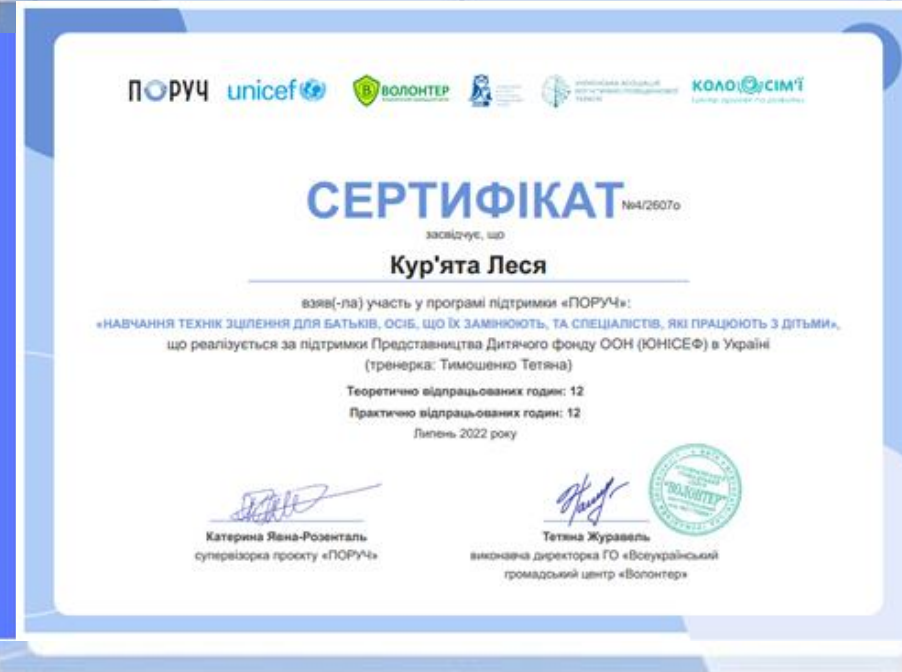 ПОРУЧ unicef ВОЛОНТЕР КОЛО СІМ'Ї
СЕРТИФІКАТ №4/2607о
засвідчує, що
Кур'ята Леся
взяв(-ла) участь у програмі підтримки «ПОРУЧ»:
«НАВЧАННЯ ТЕХНІК ЗЦІЛЕННЯ ДЛЯ БАТЬКІВ, ОСІБ, ЩО ЇХ ЗАМІНЮЮТЬ, ТА СПЕЦІАЛІСТІВ, ЯКІ ПРАЦЮЮТЬ З ДІТЬМИ»,
що реалізується за підтримки Представництва Дитячого фонду ООН (ЮНІСЕФ) в Україні
(тренерка: Тимошенко Тетяна)
Теоретично відпрацьованих годин: 12
Практично відпрацьованих годин: 12
Липень 2022 року
"ВОЛОНТЕР"
Катерина Явна-Розенталь
супервізорка проєкту «ПОРУЧ»
Тетяна Журавель
виконавча директорка ГО «Всеукраїнський
громадський центр «Волонтер»